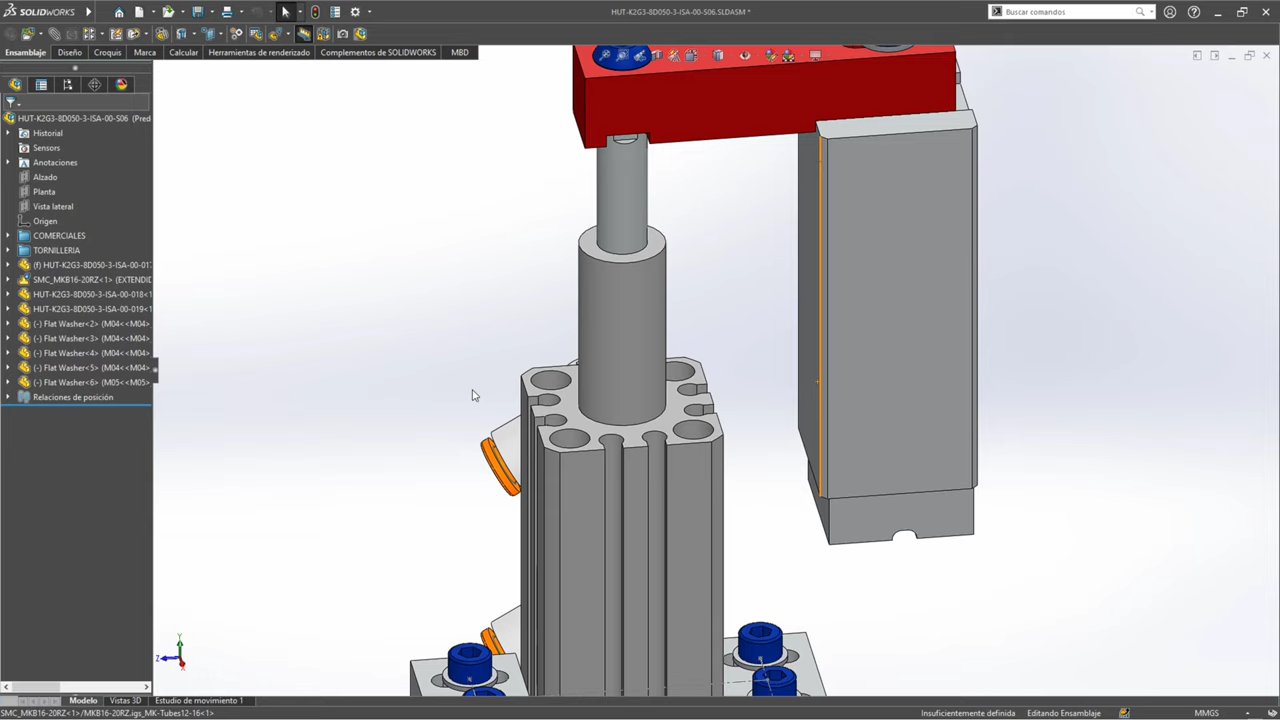 SOLIDWORKS
HUT-K2G3-8D050-3-ISA-00-S06.SLDASM *
Buscar comandos
Ensamblaje
Diseño
Croquis
Marca
Calcular
Herramientas de renderizado
Complementos de SOLIDWORKS
MBD
HUT-K2G3-8D050-3-ISA-00-S06 (Pred
Historial
Sensors
Anotaciones
Alzado
Planta
Vista lateral
Origen
COMERCIALES
TORNILLERIA
(f) HUT-K2G3-8D050-3-ISA-00-017
SMC_MKB16-20RZ<1> (EXTENDID
HUT-K2G3-8D050-3-ISA-00-018<1
HUT-K2G3-8D050-3-ISA-00-019<1
(-) Flat Washer<2> (M04<<M04>
(-) Flat Washer<3> (M04<<M04>
(-) Flat Washer<4> (M04<<M04>
(-) Flat Washer<5> (M04<<M04>
(-) Flat Washer<6> (M05<<M05>
Relaciones de posición
Y
Z
Modelo
Vistas 3D
Estudio de movimiento 1
SMC_MKB16-20RZ<1>/MKB16-20RZ.igs_MK-Tubes12-16<1>
Insuficientemente definida
Editando Ensamblaje
MMGS